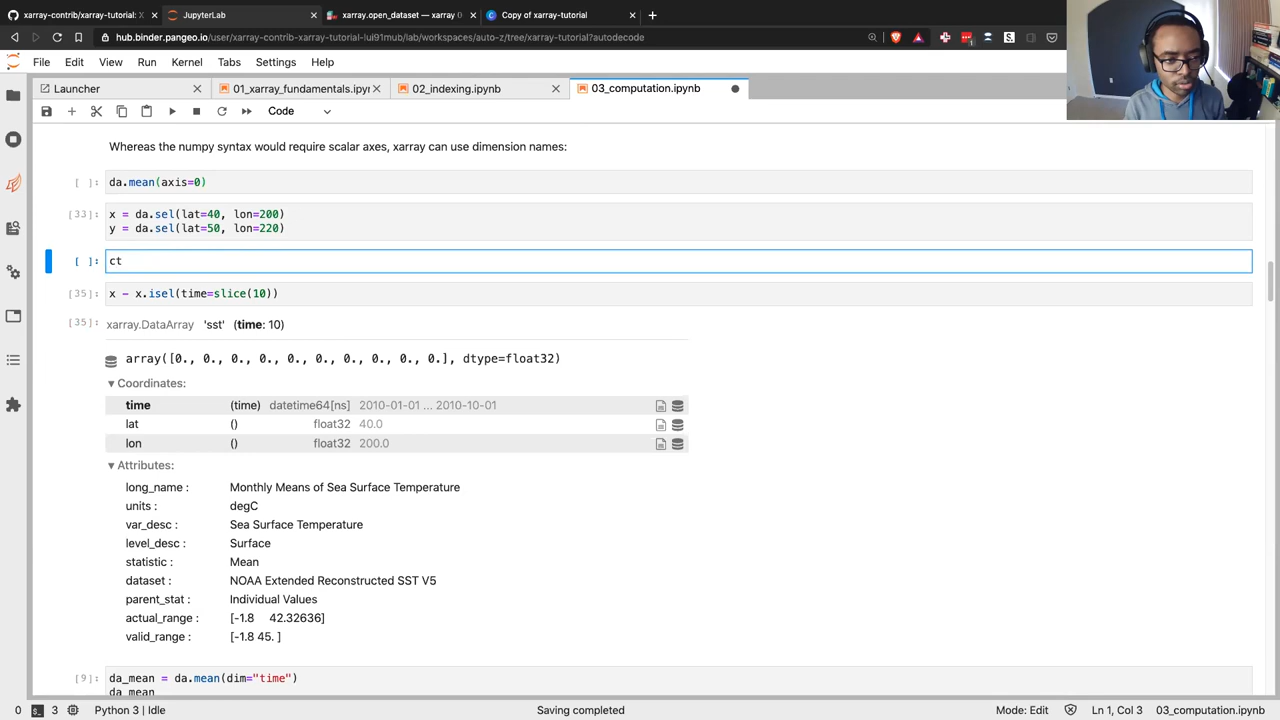 xarray-contrib/xarray-tutorial: X
JupyterLab
xarray.open_dataset — xarray 0
Copy of xarray-tutorial
hub.binder.pangeo.io/user/xarray-contrib-xarray-tutorial-lui91mub/lab/workspaces/auto-z/tree/xarray-tutorial?autodecode
File Edit View Run Kernel Tabs Settings Help
Launcher
01_xarray_fundamentals.ipyn
02_indexing.ipynb
03_computation.ipynb
Code
Whereas the numpy syntax would require scalar axes, xarray can use dimension names:
[ ]: da.mean(axis=0)
[33]: x = da.sel(lat=40, lon=200)
y = da.sel(lat=50, lon=220)
[ ]: ct
[35]: x - x.isel(time=slice(10))
[35]: xarray.DataArray 'sst' (time: 10)
array([0., 0., 0., 0., 0., 0., 0., 0., 0., 0.], dtype=float32)
▼ Coordinates:
time (time) datetime64[ns] 2010-01-01 ... 2010-10-01
lat () float32 40.0
lon () float32 200.0
▼ Attributes:
long_name : Monthly Means of Sea Surface Temperature
units : degC
var_desc : Sea Surface Temperature
level_desc : Surface
statistic : Mean
dataset : NOAA Extended Reconstructed SST V5
parent_stat : Individual Values
actual_range : [-1.8 42.32636]
valid_range : [-1.8 45. ]
[9]: da_mean = da.mean(dim="time")
da_mean
0 3 Python 3 | Idle Saving completed Mode: Edit Ln 1, Col 3 03_computation.ipynb